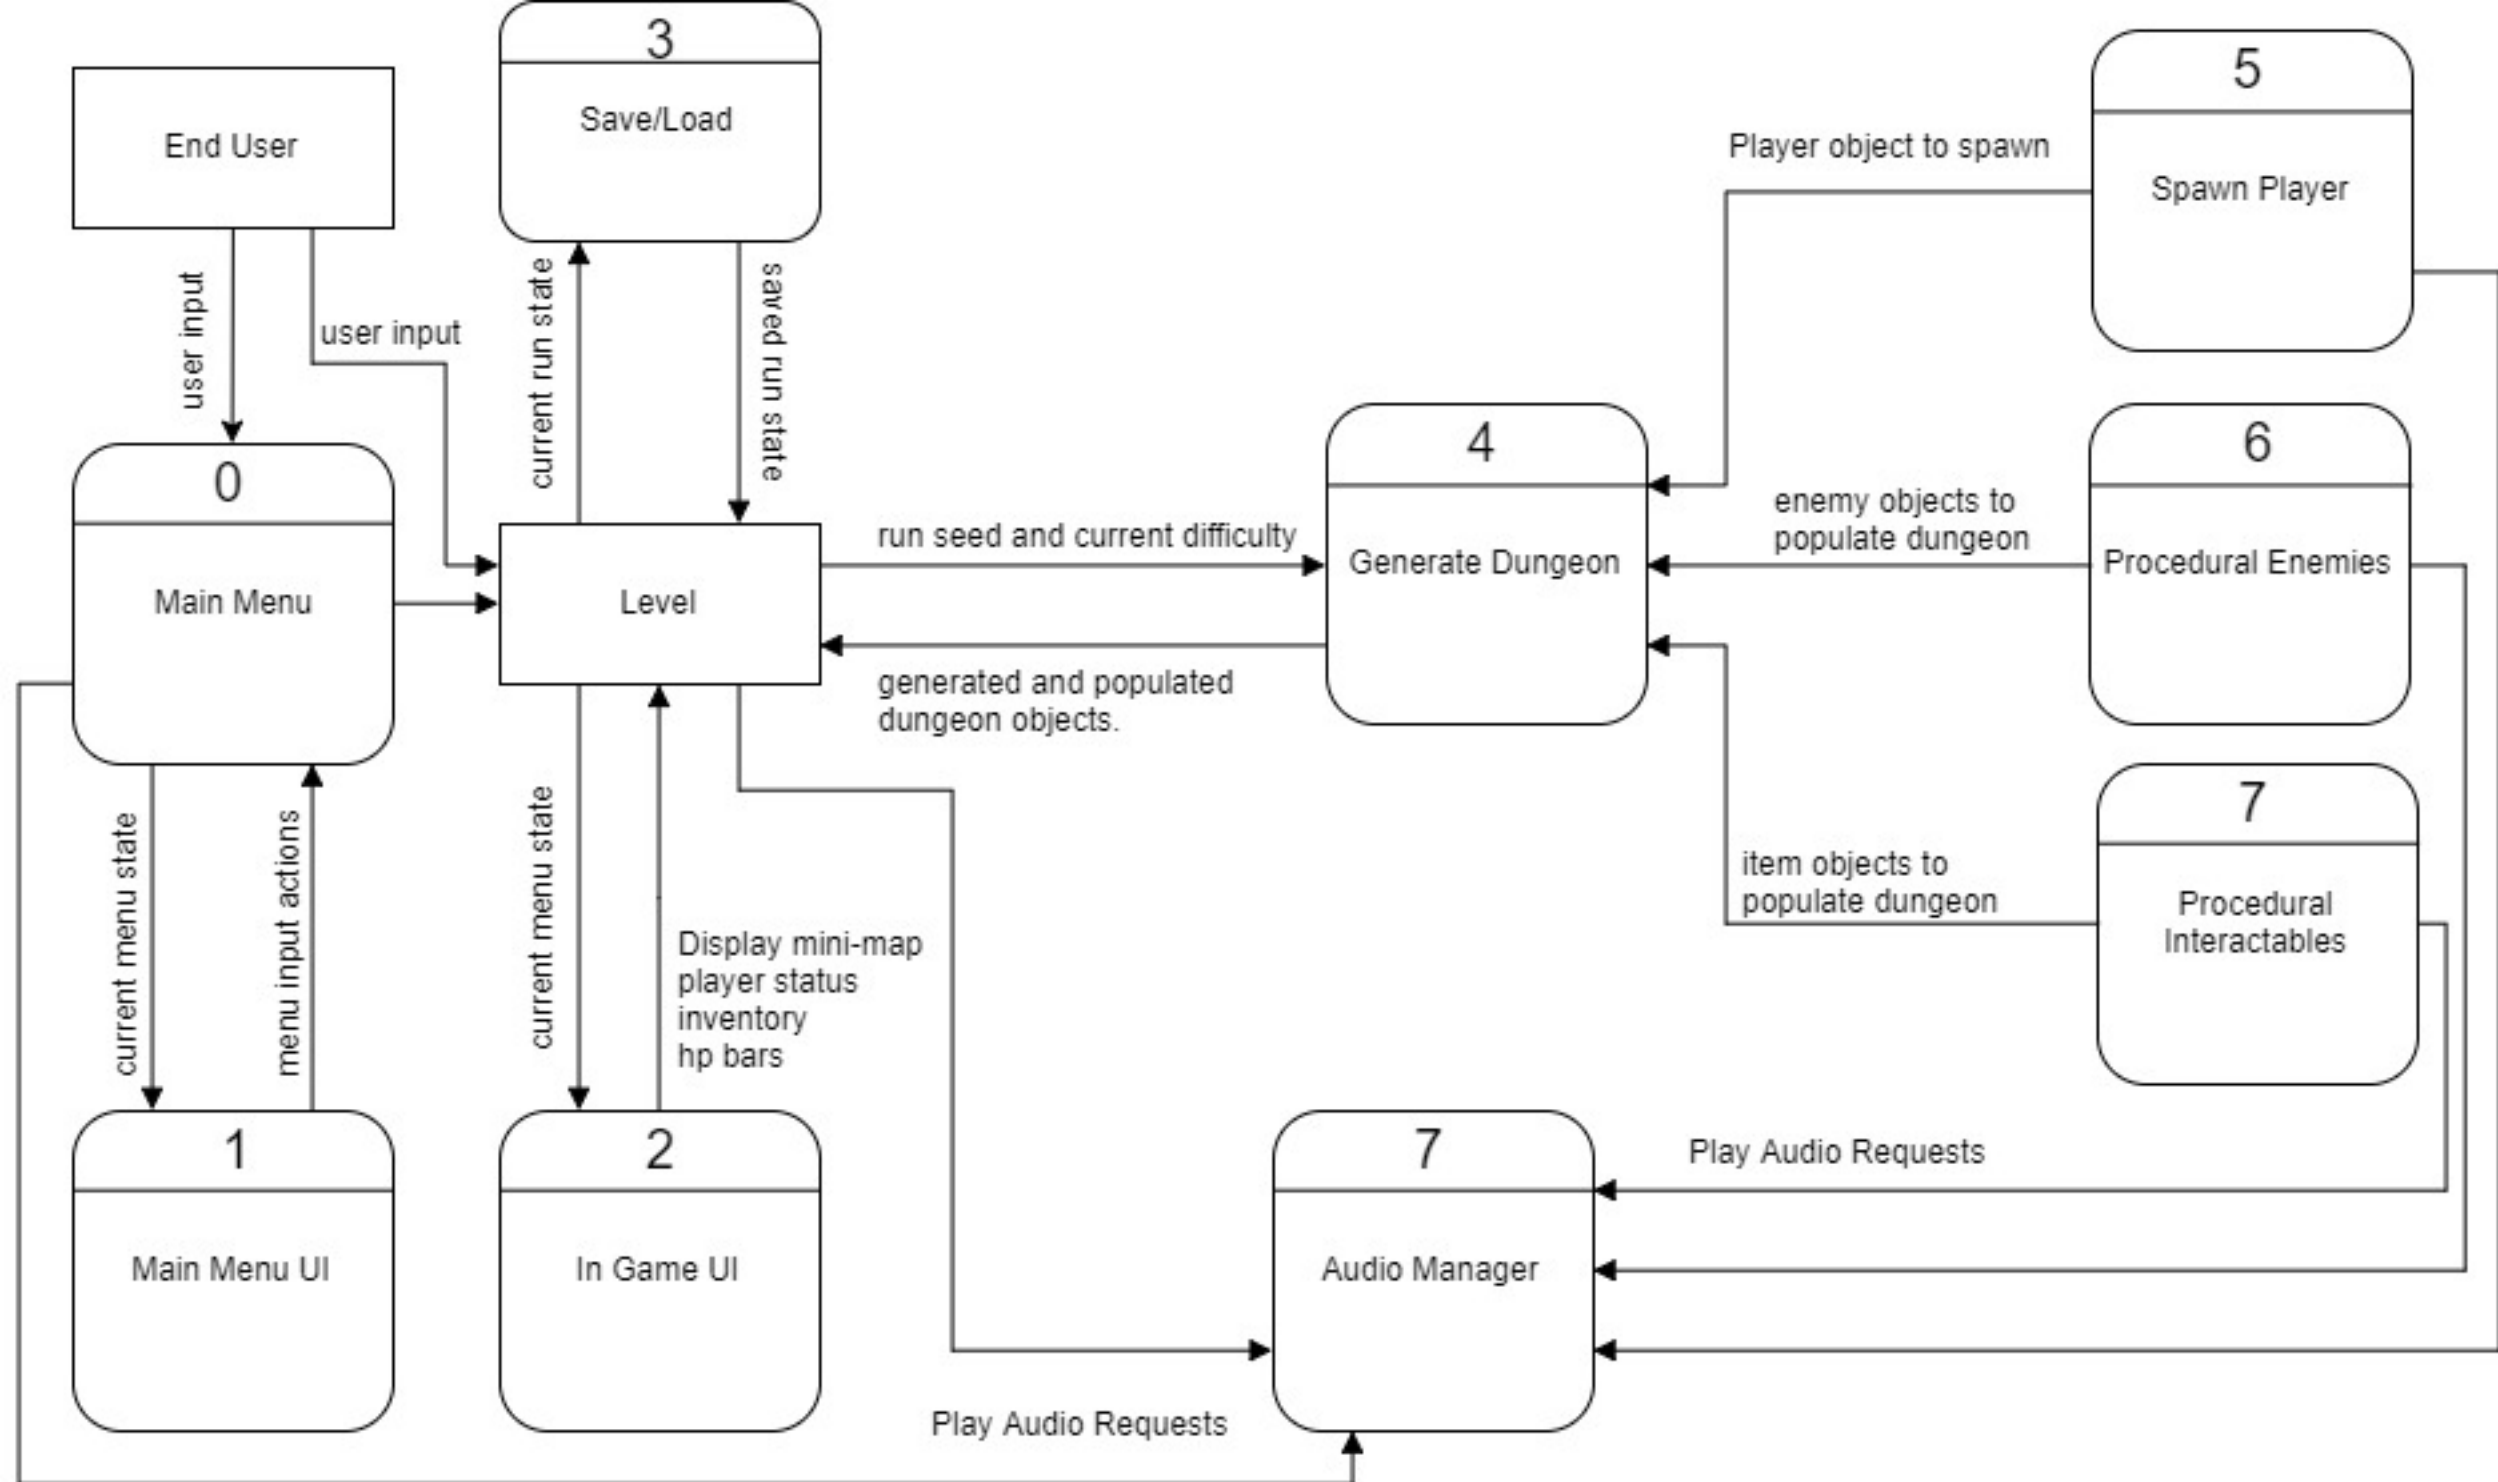 3
Save/Load
5
Spawn Player
End User
Player object to spawn
user input
user input
current run state
saved run state
0
Main Menu
4
Generate Dungeon
6
Procedural Enemies
enemy objects to
populate dungeon
run seed and current difficulty
Level
generated and populated
dungeon objects.
7
Procedural
Interactables
item objects to
populate dungeon
current menu state
menu input actions
current menu state
Display mini-map
player status
inventory
hp bars
1
Main Menu UI
2
In Game UI
7
Audio Manager
Play Audio Requests
Play Audio Requests